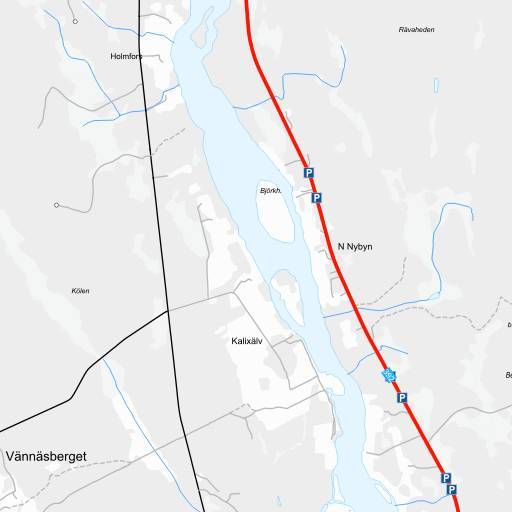 Rävaheden
Holmfors
P
P
Björkh.
N Nybyn
Kölen
Kalixälv
P
Vännäsberget
P
P